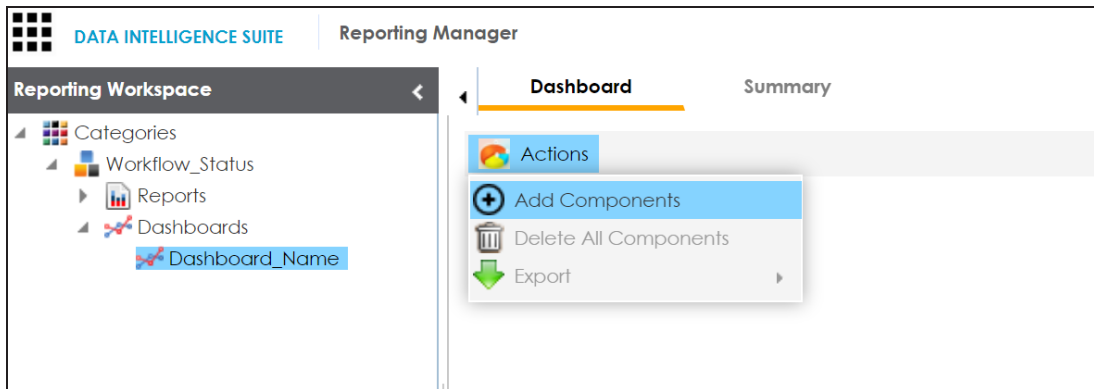 DATA INTELLIGENCE SUITE Reporting Manager
Reporting Workspace
Dashboard Summary
Categories
Workflow_Status
Reports
Dashboards
Dashboard_Name
Actions
Add Components
Delete All Components
Export